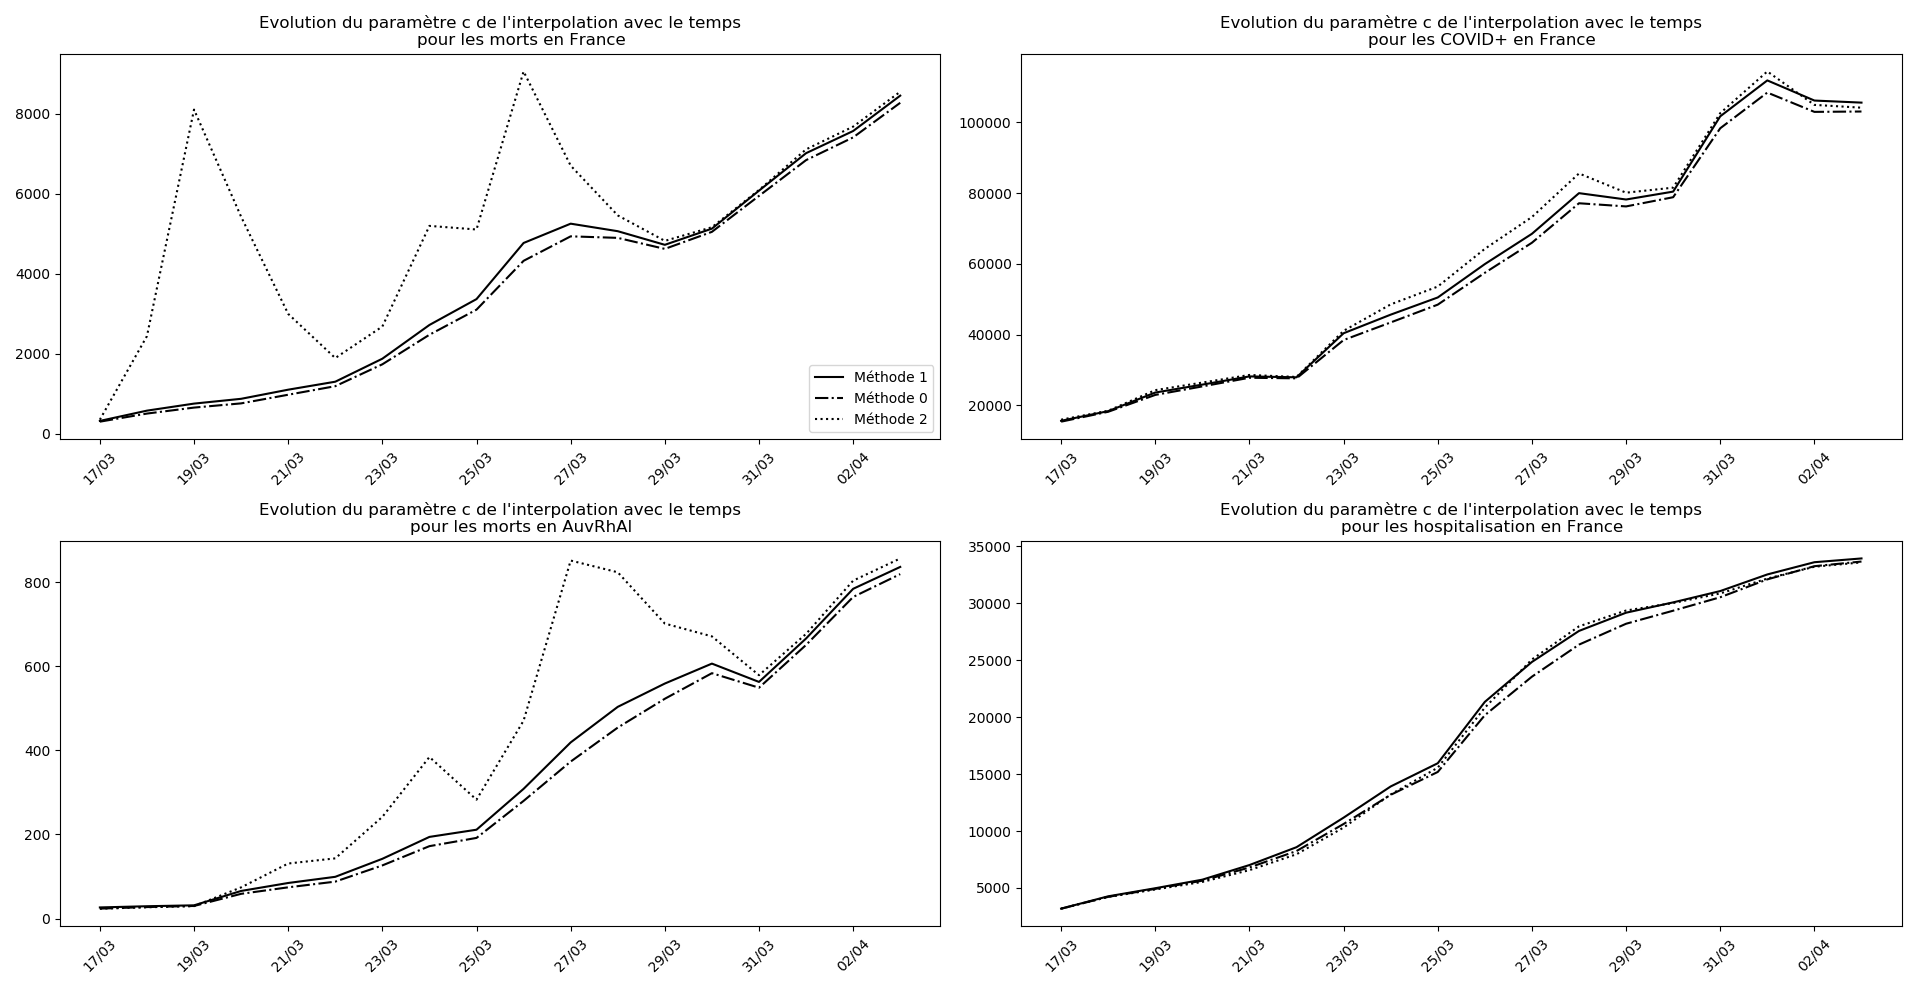 Evolution du paramètre c de l'interpolation avec le temps
pour les morts en France
8000
6000
4000
2000
0
Méthode 1
Méthode 0
Méthode 2
17/03 19/03 21/03 23/03 25/03 27/03 29/03 31/03 02/04
Evolution du paramètre c de l'interpolation avec le temps
pour les COVID+ en France
100000
80000
60000
40000
20000
17/03 19/03 21/03 23/03 25/03 27/03 29/03 31/03 02/04
Evolution du paramètre c de l'interpolation avec le temps
pour les morts en AuvRhAl
800
600
400
200
0
17/03 19/03 21/03 23/03 25/03 27/03 29/03 31/03 02/04
Evolution du paramètre c de l'interpolation avec le temps
pour les hospitalisation en France
35000
30000
25000
20000
15000
10000
5000
17/03 19/03 21/03 23/03 25/03 27/03 29/03 31/03 02/04